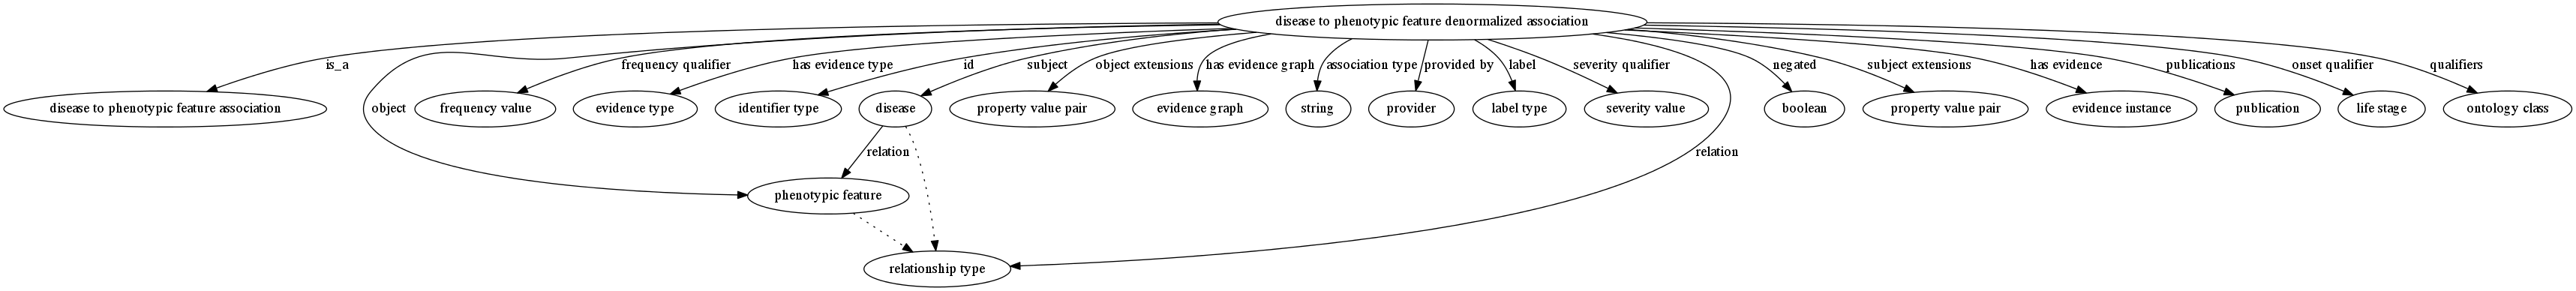 disease to phenotypic feature denormalized association
is_a
frequency qualifier
has evidence type
id
subject
object extensions
has evidence graph
association type
provided by
label
severity qualifier
negated
subject extensions
has evidence
publications
onset qualifier
qualifiers
disease to phenotypic feature association
object
frequency value
evidence type
identifier type
disease
property value pair
evidence graph
string
provider
label type
severity value
boolean
property value pair
evidence instance
publication
life stage
ontology class
relation
relation
phenotypic feature
relationship type